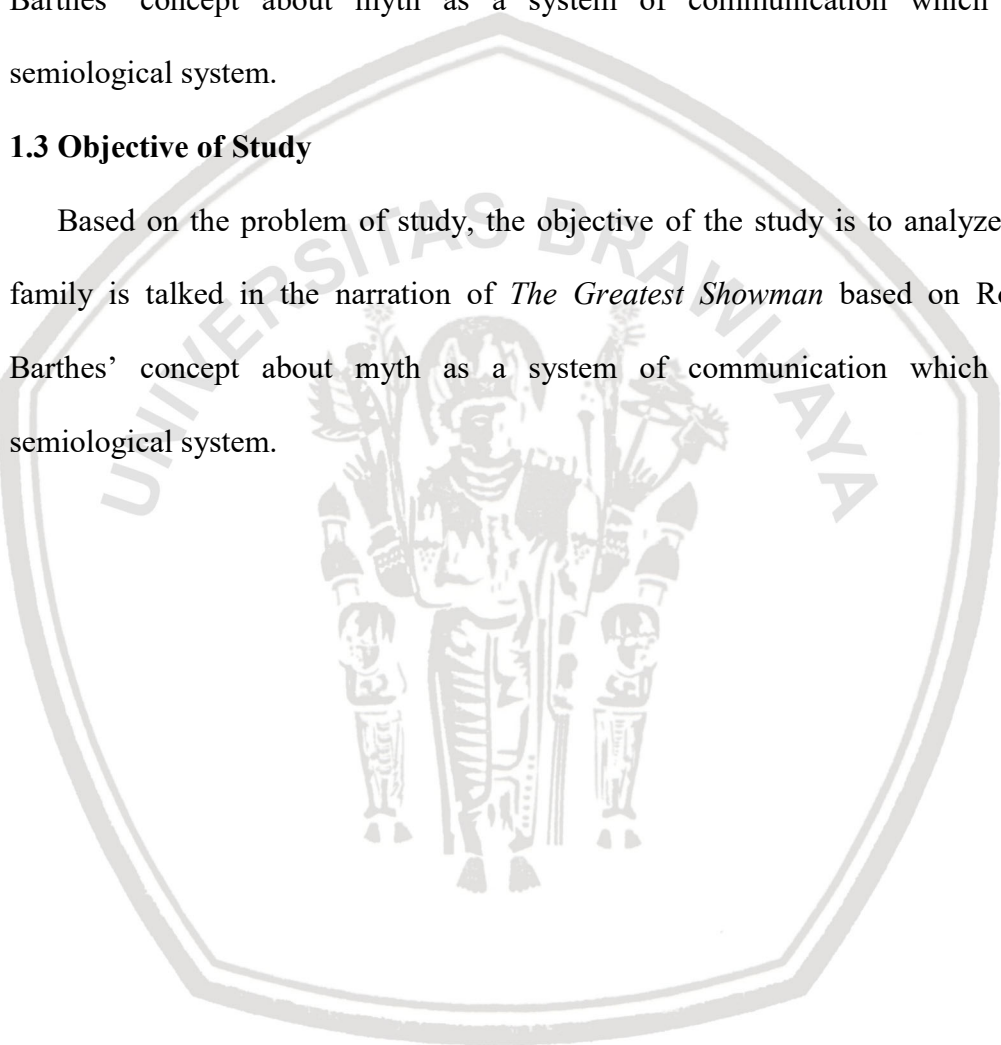 Barthes’ concept about myth as a system of communication which
semiological system.
1.3 Objective of Study
Based on the problem of study, the objective of the study is to analyze
family is talked in the narration of The Greatest Showman based on
Barthes’ concept about myth as a system of communication which
semiological system.
UNIVERSITAS BRAWIJAYA